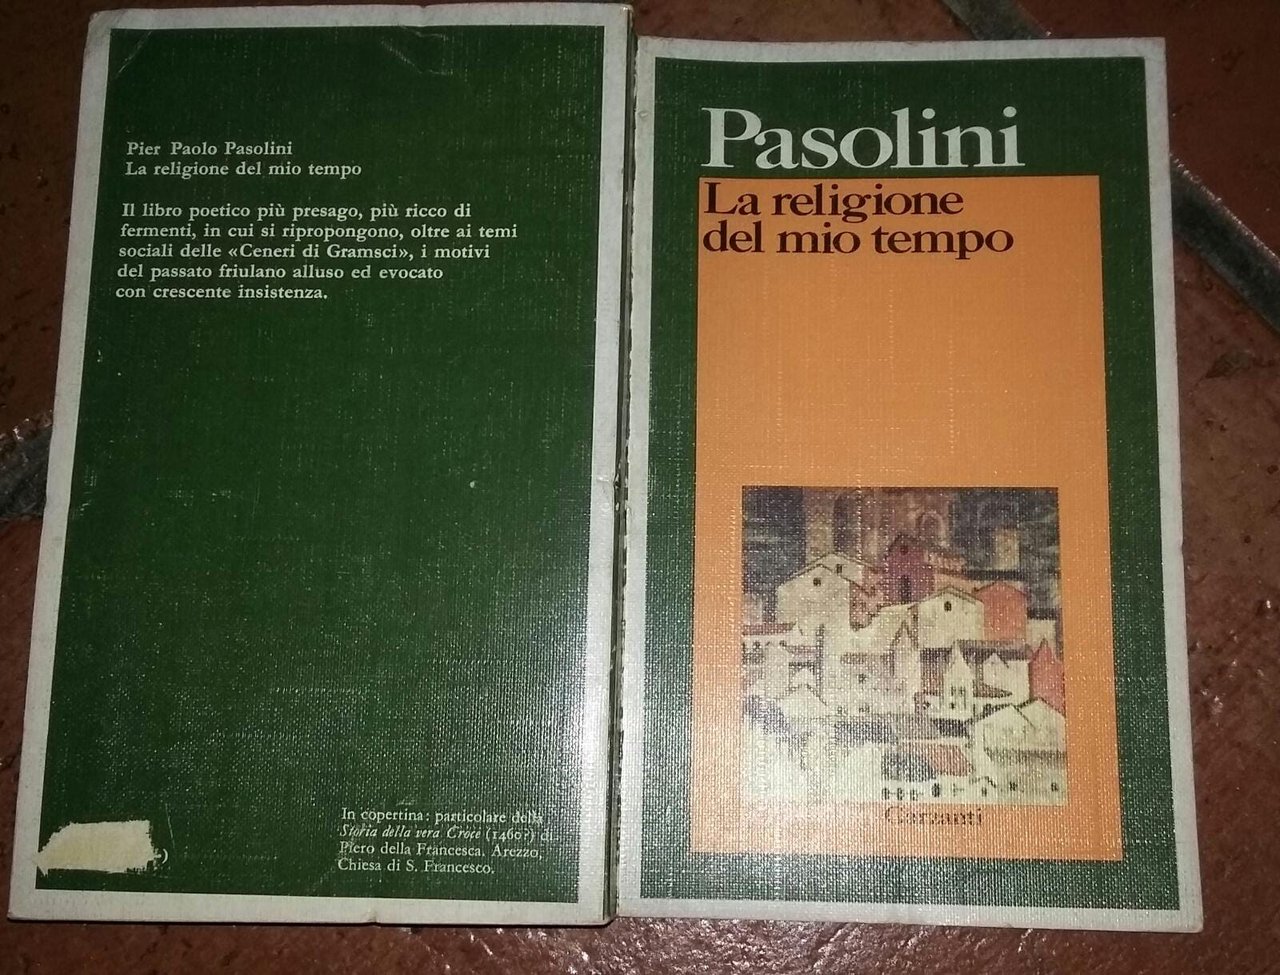 Pier Paolo Pasolini
La religione del mio tempo
Il libro poetico più presago, più ricco di
fermenti, in cui si ripropongono, oltre ai temi
sociali delle «Ceneri di Gramsci», i motivi
del passato friulano alluso ed evocato
con crescente insistenza.
In copertina: particolare della
Storia della vera Croce (1460?) di
Piero della Francesca. Arezzo,
Chiesa di S. Francesco.
Pasolini
La religione
del mio tempo
Garzanti